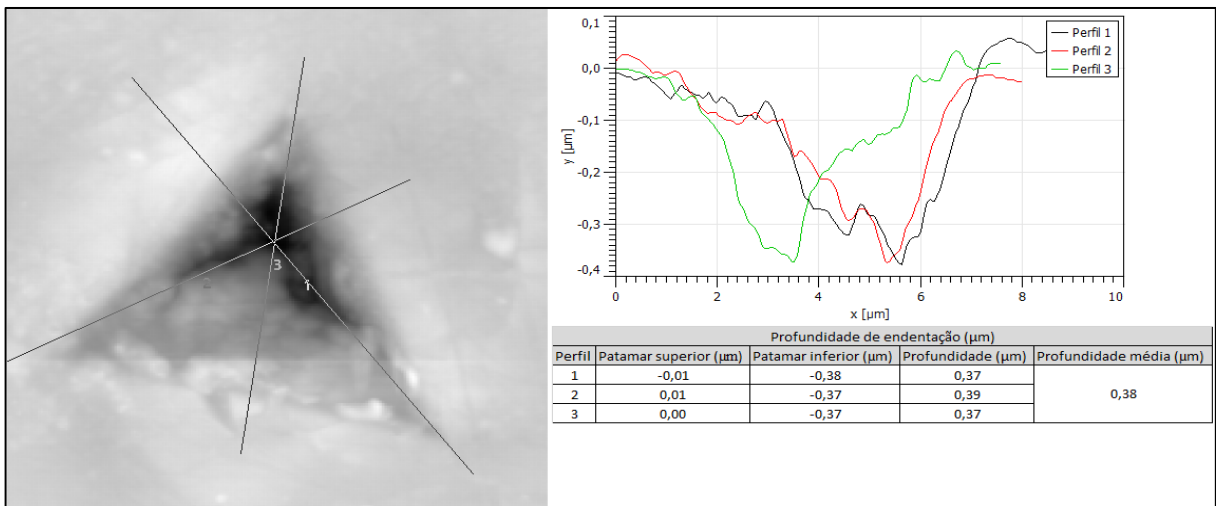 3
2
1
0,1
0,0
-0,1
-0,2
-0,3
-0,4
y [µm]
0 2 4 6 8 10
x [µm]
Perfil 1
Perfil 2
Perfil 3
Profundidade de endentação (µm)
Perfil Patamar superior (µm) Patamar inferior (µm) Profundidade (µm) Profundidade média (µm)
1 -0,01 -0,38 0,37
2 0,01 -0,37 0,39 0,38
3 0,00 -0,37 0,37